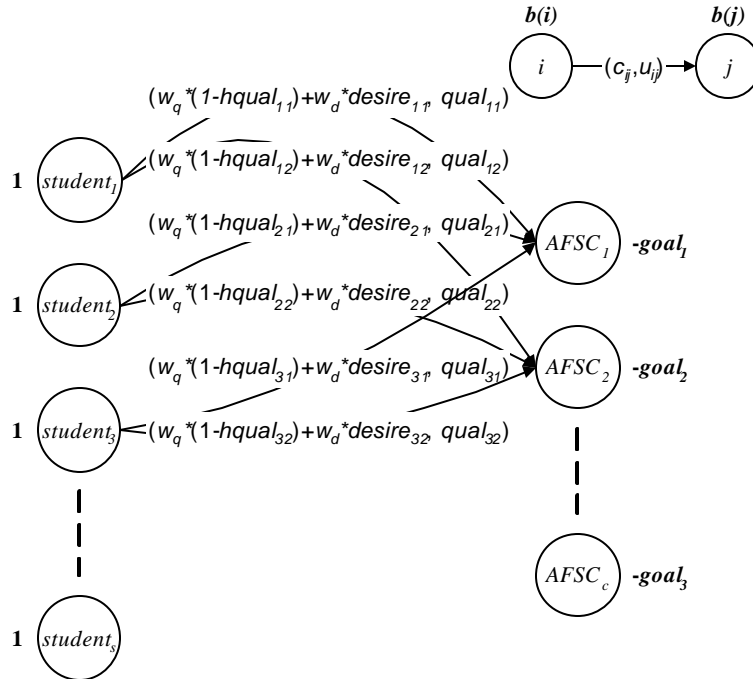 b(i) b(j)
i (c_ij,u_ij) j
(w_q*(1-hqual_11)+w_d*desire_11, qual_11)
1 student_1 (w_q*(1-hqual_12)+w_d*desire_12, qual_12)
(w_q*(1-hqual_21)+w_d*desire_21, qual_21)
AFSC_1 -goal_1
1 student_2 (w_q*(1-hqual_22)+w_d*desire_22, qual_22)
(w_q*(1-hqual_31)+w_d*desire_31, qual_31)
AFSC_2 -goal_2
1 student_3 (w_q*(1-hqual_32)+w_d*desire_32, qual_32)
AFSC_c -goal_3
1 student_s